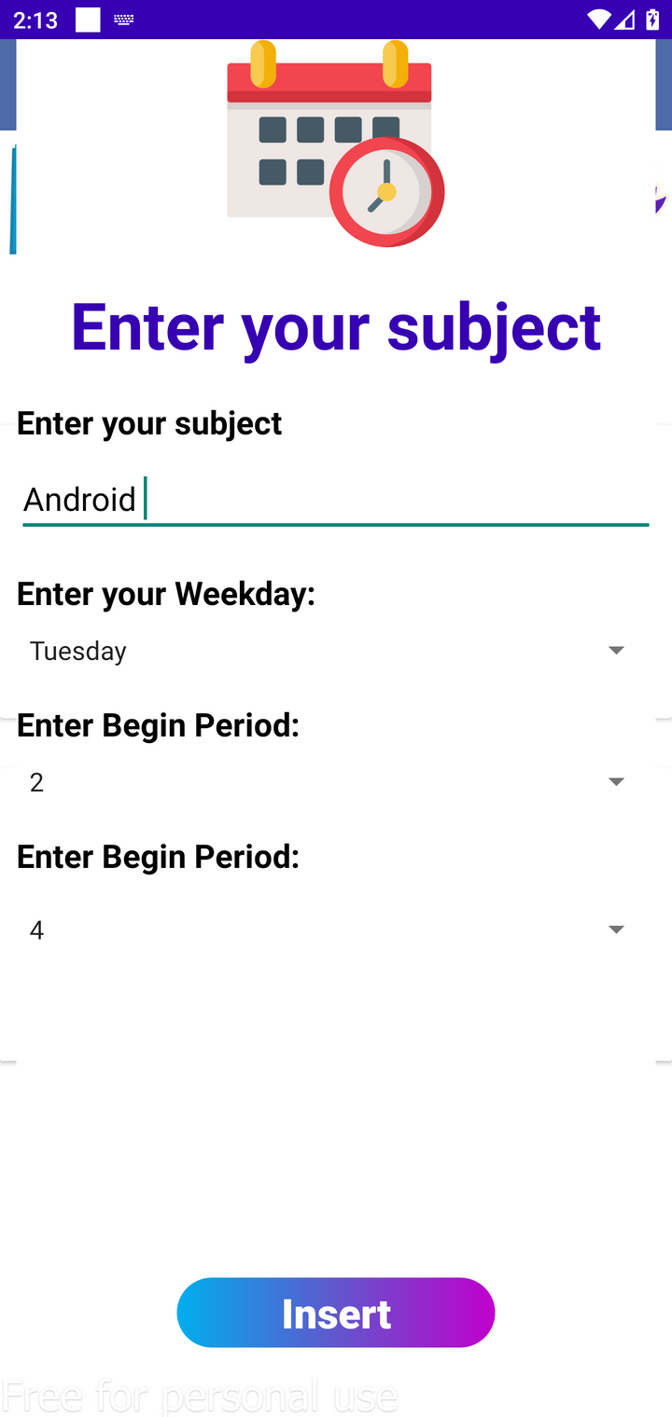 2:13
Enter your subject
Enter your subject
Android
Enter your Weekday:
Tuesday
Enter Begin Period:
2
Enter Begin Period:
4
Insert
Free for personal use